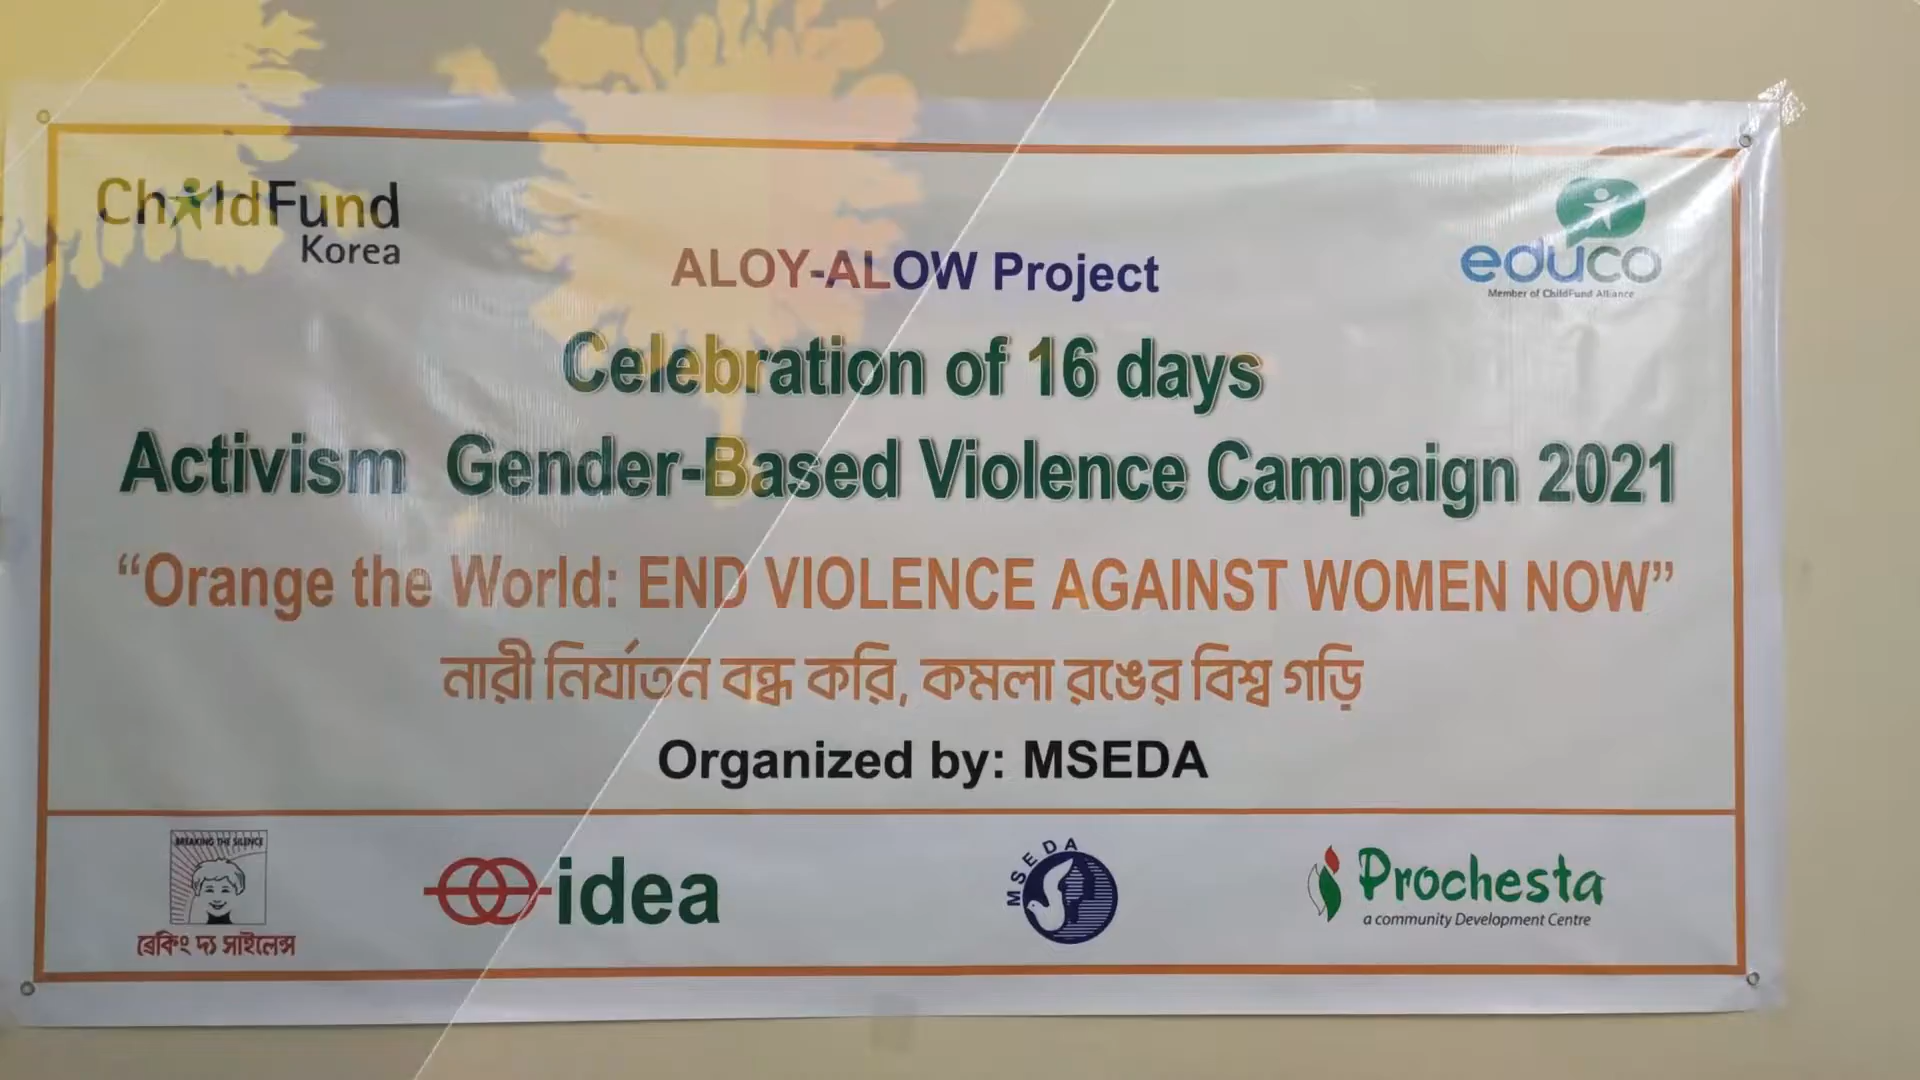 ChildFund
Korea
educo
Member of ChildFund Alliance
ALOY-ALOW Project
Celebration of 16 days
Activism Gender-Based Violence Campaign 2021
“Orange the World: END VIOLENCE AGAINST WOMEN NOW”
নারী নির্যাতন বন্ধ করি, কমলা রঙের বিশ্ব গড়ি
Organized by: MSEDA
BREAKING THE SILENCE
ব্রেকিং দ্য সাইলেন্স
idea
MSEDA
Prochesta
a community Development Centre